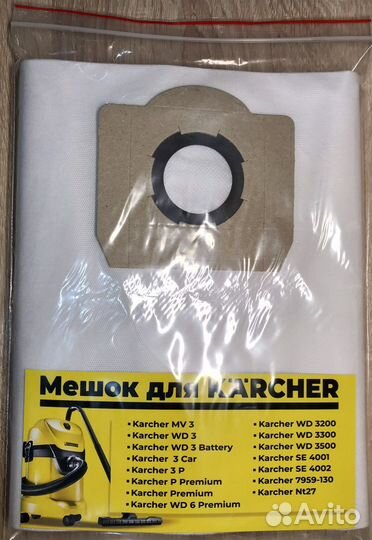 Мешок для KÄRCHER
• Karcher MV 3
• Karcher WD 3
• Karcher WD 3 Battery
• Karcher 3 Car
• Karcher 3 P
• Karcher P Premium
• Karcher Premium
• Karcher WD 6 Premium
• Karcher WD 3200
• Karcher WD 3300
• Karcher WD 3500
• Karcher SE 4001
• Karcher SE 4002
• Karcher 7959-130
• Karcher Nt27
Avito